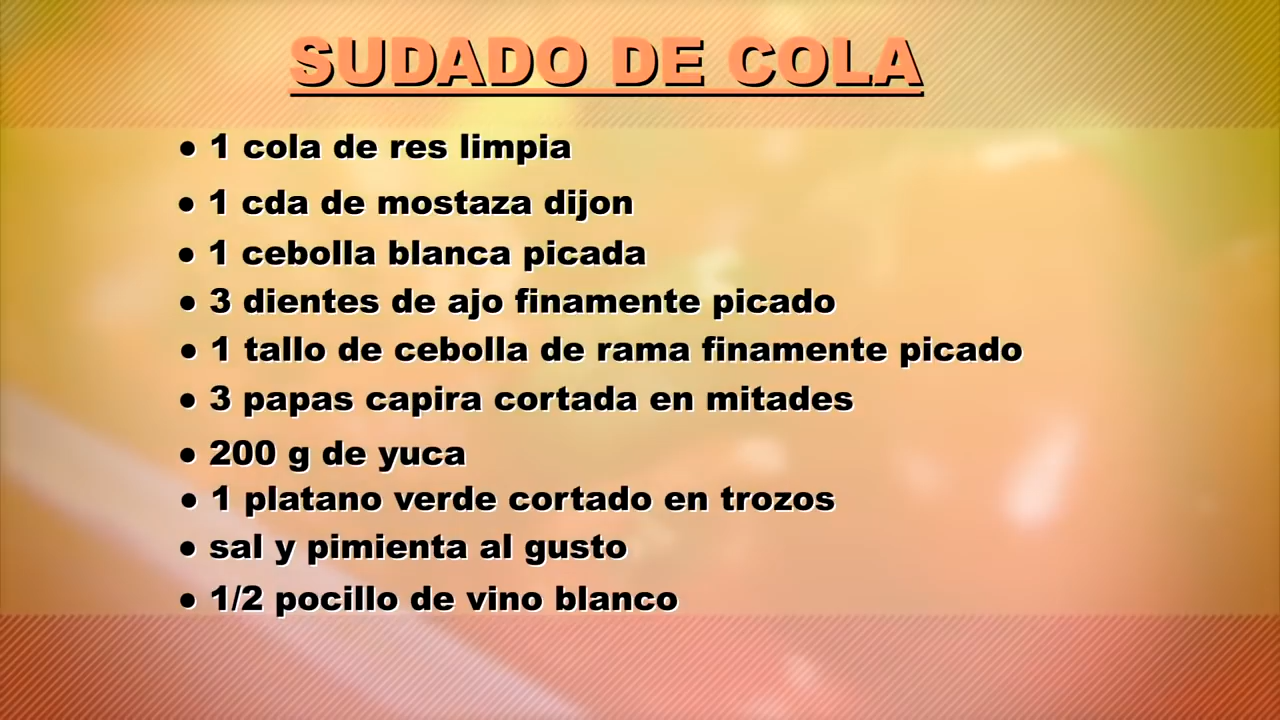 SUDADO DE COLA
● 1 cola de res limpia
● 1 cda de mostaza dijon
● 1 cebolla blanca picada
● 3 dientes de ajo finamente picado
● 1 tallo de cebolla de rama finamente picado
● 3 papas capira cortada en mitades
● 200 g de yuca
● 1 platano verde cortado en trozos
● sal y pimienta al gusto
● 1/2 pocillo de vino blanco